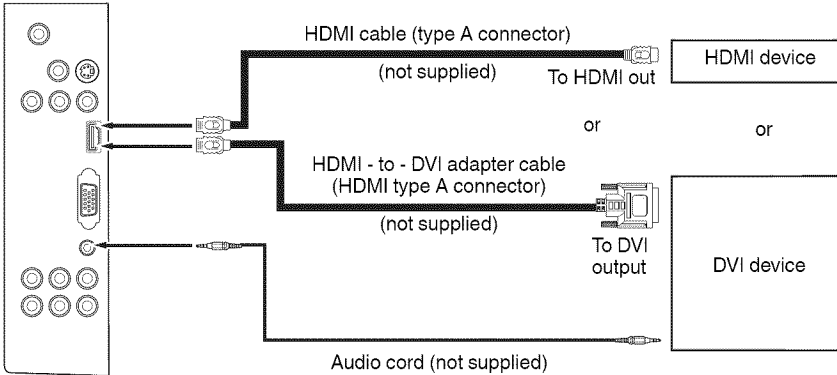 HDMI cable (type A connector)
(not supplied)
To HDMI out
HDMI device
or
or
HDMI - to - DVI adapter cable
(HDMI type A connector)
(not supplied)
To DVI
output
DVI device
Audio cord (not supplied)